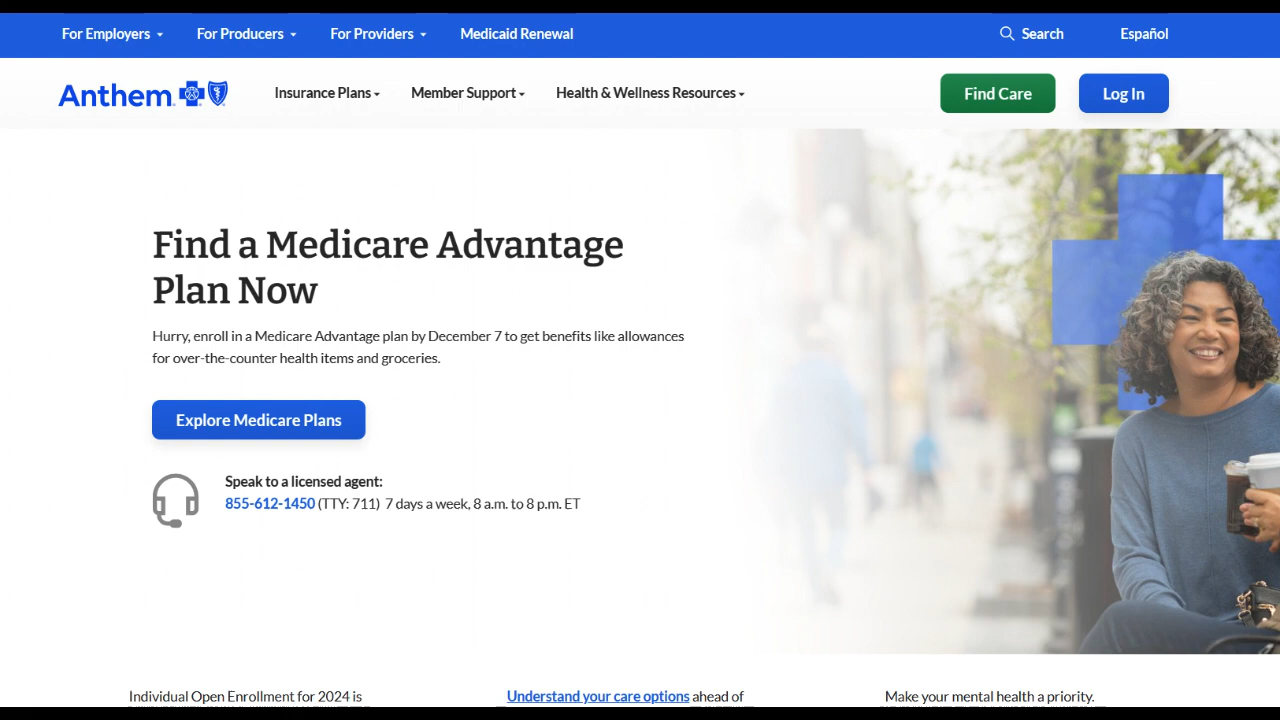 For Employers For Producers For Providers Medicaid Renewal Search Español
Anthem Insurance Plans Member Support Health & Wellness Resources Find Care Log In
Find a Medicare Advantage
Plan Now
Hurry, enroll in a Medicare Advantage plan by December 7 to get benefits like allowances
for over-the-counter health items and groceries.
Explore Medicare Plans
Speak to a licensed agent:
855-612-1450 (TTY: 711) 7 days a week, 8 a.m. to 8 p.m. ET
Individual Open Enrollment for 2024 is
Understand your care options ahead of
Make your mental health a priority.